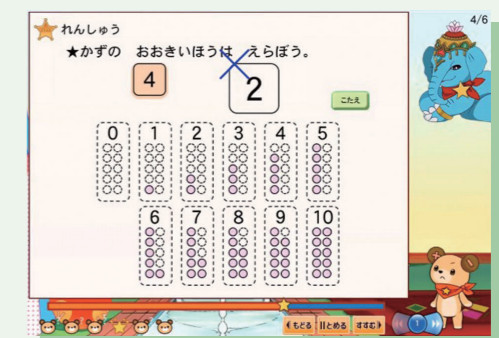 4/6
れんしゅう
★かずの おおきいほうは えらぼう。
4 2
こたえ
0 1 2 3 4 5
6 7 8 9 10
もどる とめる すすむ
1